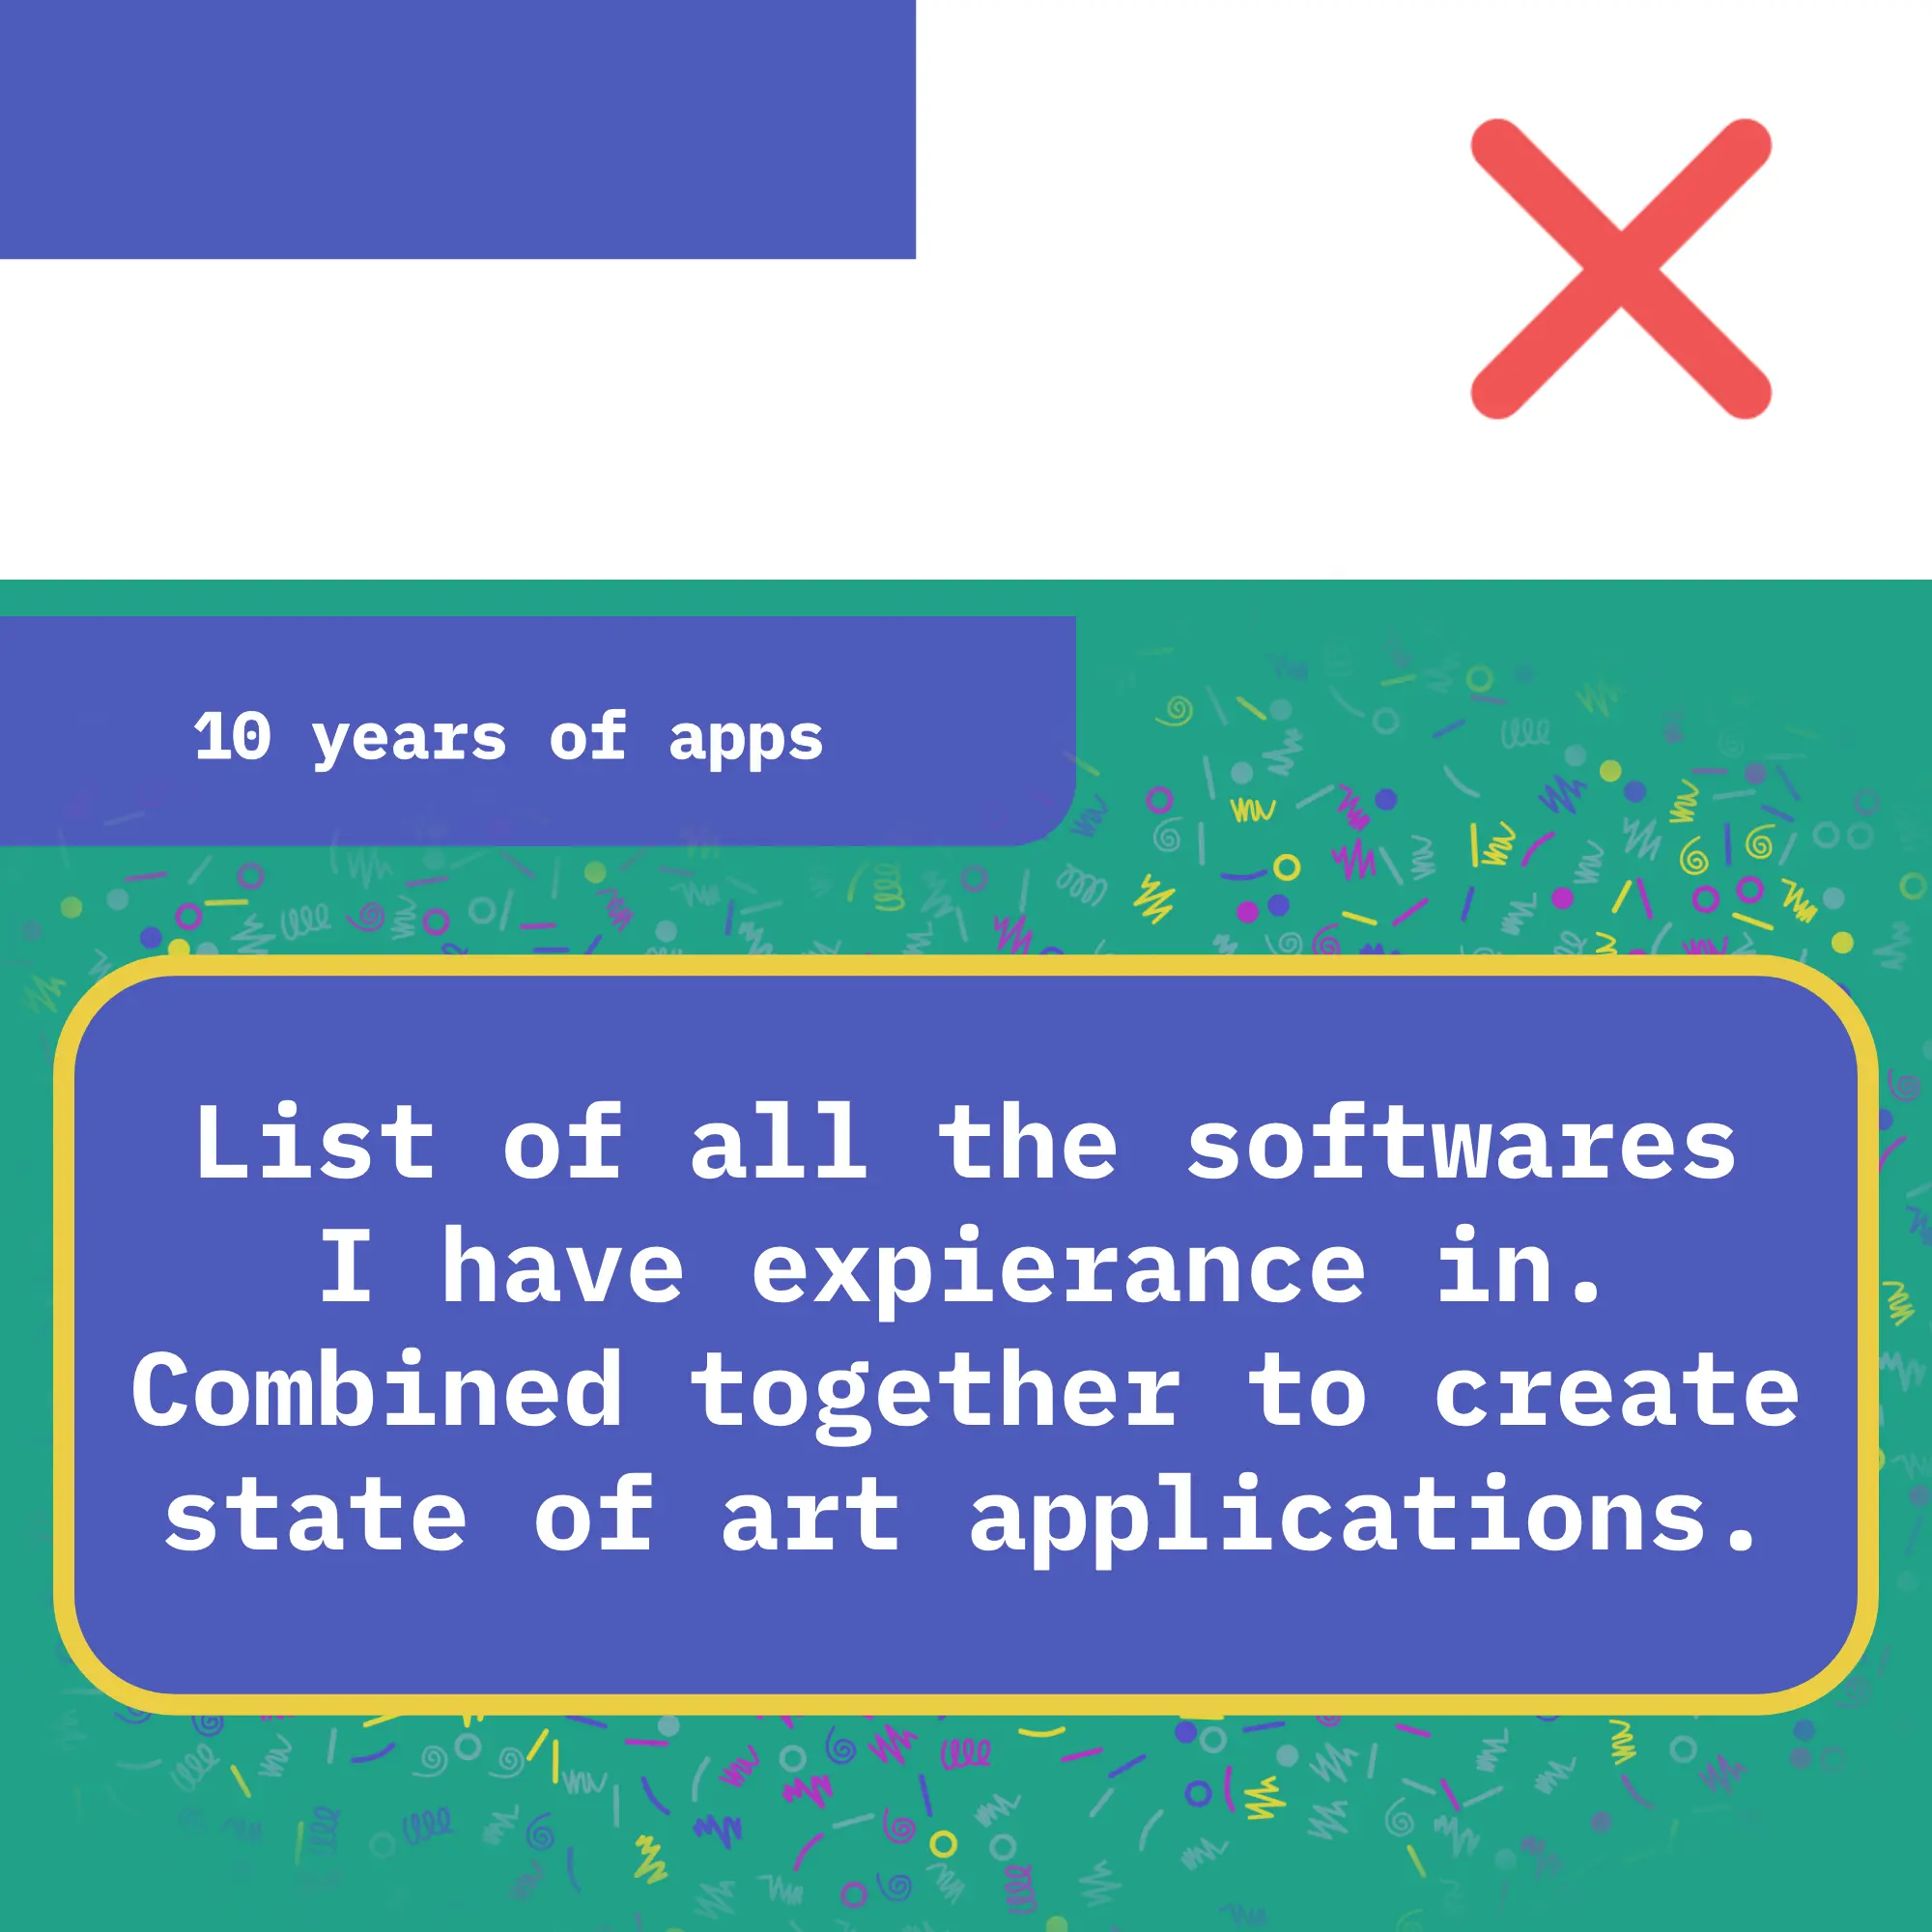 10 years of apps
List of all the softwares
I have expierance in.
Combined together to create
state of art applications.